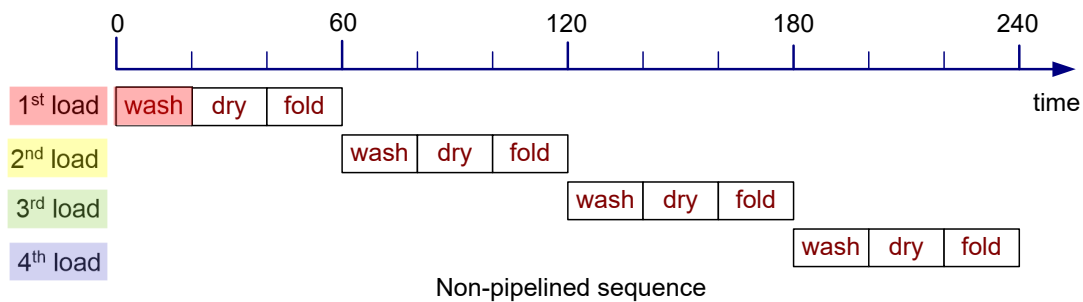 0 60 120 180 240
time
1st load wash dry fold
2nd load wash dry fold
3rd load wash dry fold
4th load wash dry fold
Non-pipelined sequence